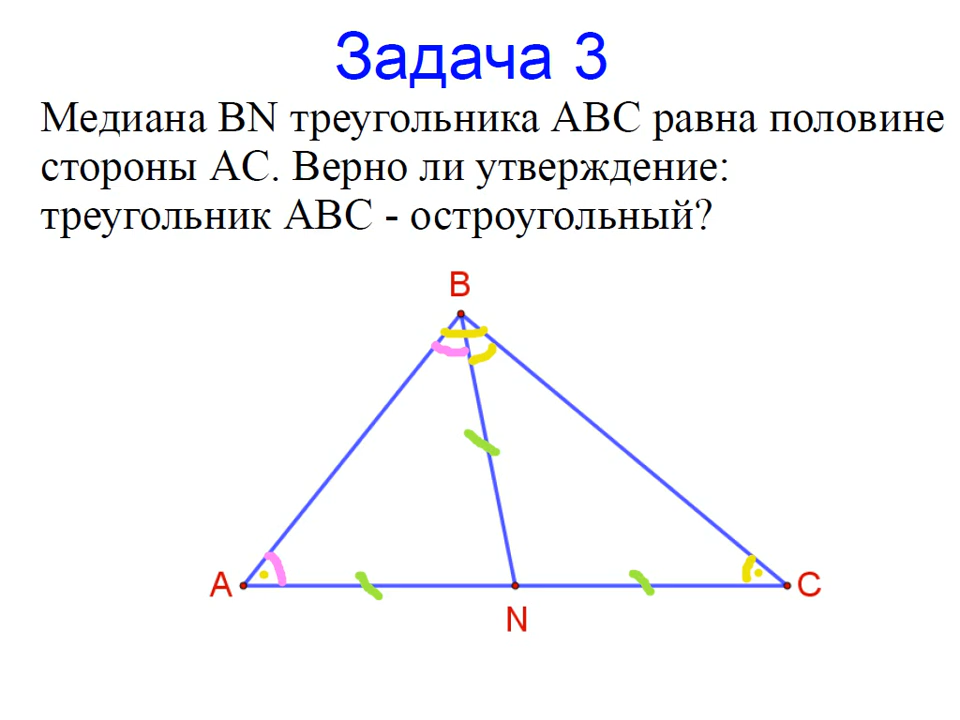 Задача 3
Медиана BN треугольника ABC равна половине
стороны AC. Верно ли утверждение:
треугольник ABC - остроугольный?
B
A
C
N